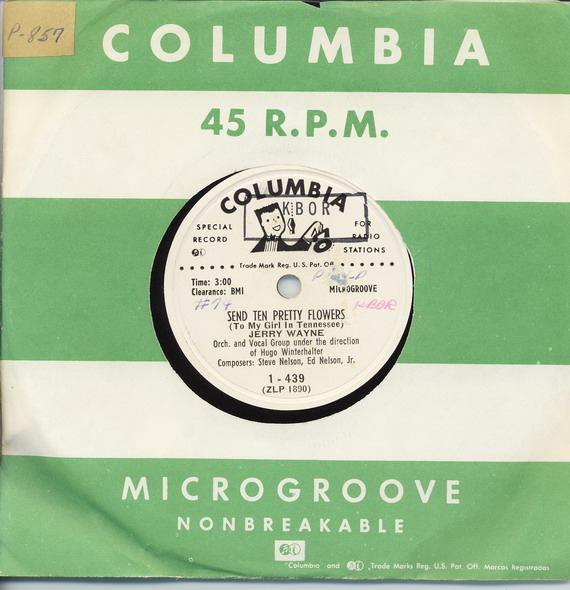 P-857
COLUMBIA
45 R.P.M.
COLUMBIA
KBOR
SPECIAL RECORD
FOR RADIO STATIONS
Trade Mark Reg. U.S. Pat. Off.
Time: 3:00
Clearance: BMI
MICROGROOVE
#74
KBOR
SEND TEN PRETTY FLOWERS
(To My Girl In Tennessee)
JERRY WAYNE
Orch. and Vocal Group under the direction
of Hugo Winterhalter
Composers: Steve Nelson, Ed Nelson, Jr.
1 - 439
(ZLP 1890)
MICROGROOVE
NONBREAKABLE
"Columbia" and Trade Marks Reg. U.S. Pat. Off. Marcas Registradas